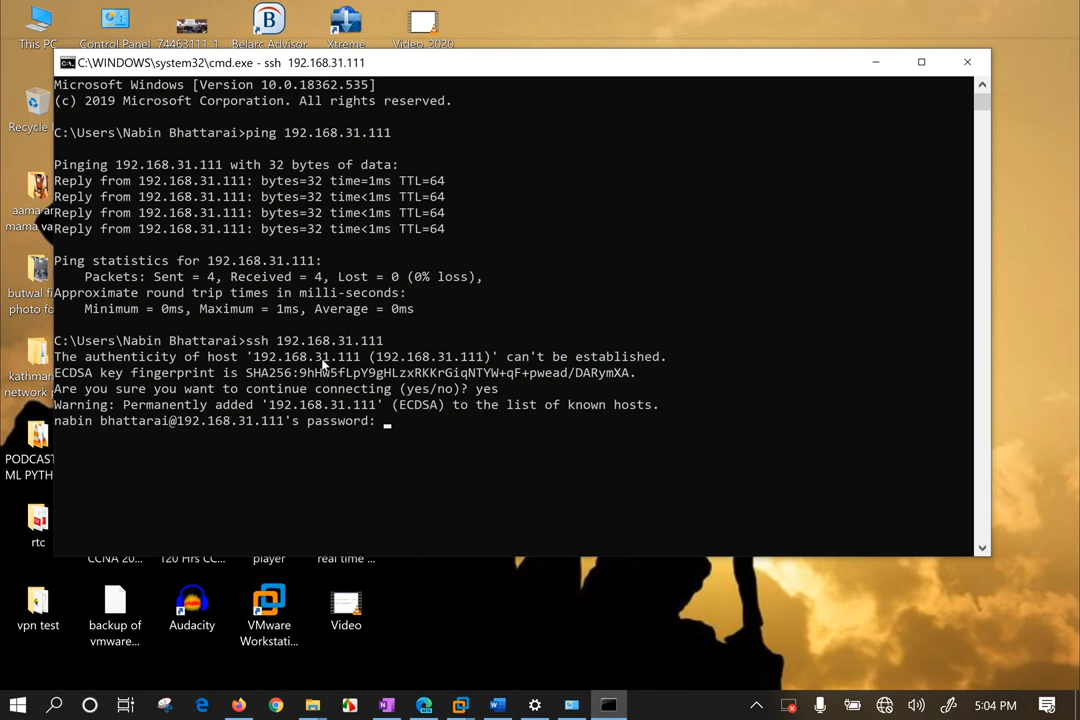 This PC
Control Panel
74463111_1...
Belarc Advisor
Xtreme
Video_2020...
C:\WINDOWS\system32\cmd.exe - ssh 192.168.31.111
Microsoft Windows [Version 10.0.18362.535]
(c) 2019 Microsoft Corporation. All rights reserved.
C:\Users\Nabin Bhattarai>ping 192.168.31.111
Pinging 192.168.31.111 with 32 bytes of data:
Reply from 192.168.31.111: bytes=32 time=1ms TTL=64
Reply from 192.168.31.111: bytes=32 time<1ms TTL=64
Reply from 192.168.31.111: bytes=32 time<1ms TTL=64
Reply from 192.168.31.111: bytes=32 time<1ms TTL=64
Ping statistics for 192.168.31.111:
Packets: Sent = 4, Received = 4, Lost = 0 (0% loss),
Approximate round trip times in milli-seconds:
Minimum = 0ms, Maximum = 1ms, Average = 0ms
C:\Users\Nabin Bhattarai>ssh 192.168.31.111
The authenticity of host '192.168.31.111 (192.168.31.111)' can't be established.
ECDSA key fingerprint is SHA256:9hHw5fLpY9gHLzxRKKrGiqNTYW+qF+pwead/DARymXA.
Are you sure you want to continue connecting (yes/no)? yes
Warning: Permanently added '192.168.31.111' (ECDSA) to the list of known hosts.
nabin bhattarai@192.168.31.111's password:
Recycle
aama ar
mama va
butwal
photo fo
kathman
network
PODCAST
ML PYTH
rtc
CCNA 20...
120 Hrs CC...
player
real time ...
vpn test
backup of
vmware...
Audacity
VMware
Workstati...
Video
5:04 PM